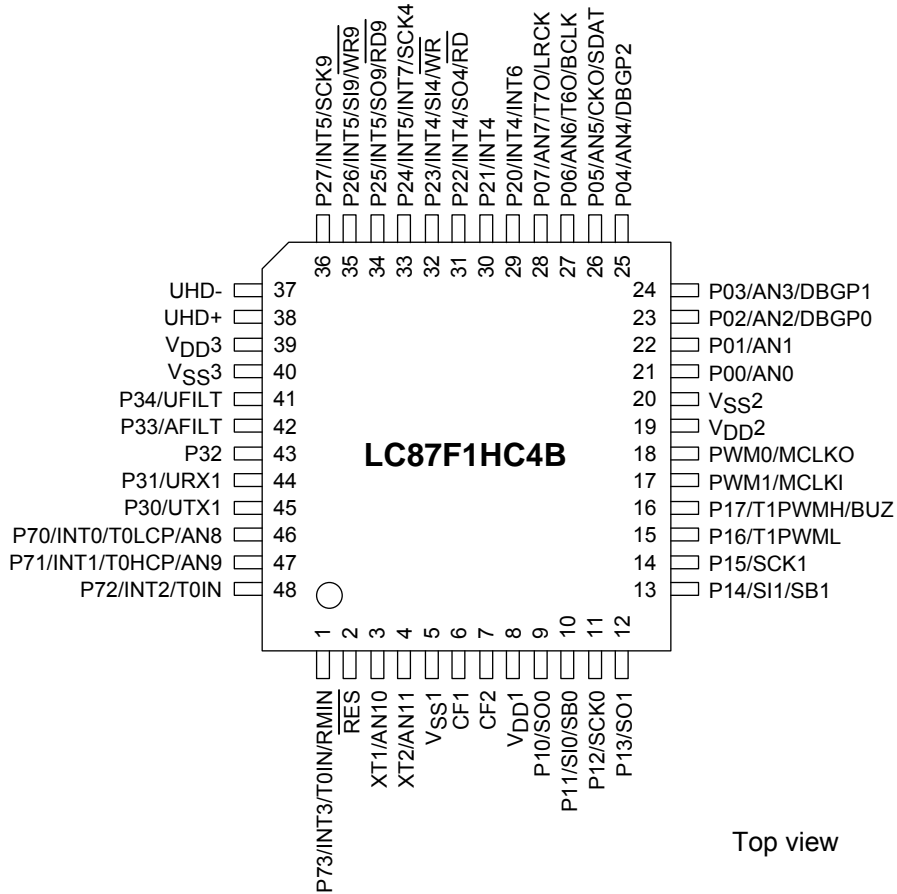 P27/INT5/SCK9
P26/INT5/SI9/WR9
P25/INT5/SO9/RD9
P24/INT5/INT7/SCK4
P23/INT4/SI4/WR
P22/INT4/SO4/RD
P21/INT4
P20/INT4/INT6
P07/AN7/T7O/LRCK
P06/AN6/T6O/BCLK
P05/AN5/CKO/SDAT
P04/AN4/DBGP2
36 35 34 33 32 31 30 29 28 27 26 25
UHD- 37
UHD+ 38
VDD3 39
VSS3 40
P34/UFILT 41
P33/AFILT 42
P32 43
P31/URX1 44
P30/UTX1 45
P70/INT0/T0LCP/AN8 46
P71/INT1/T0HCP/AN9 47
P72/INT2/T0IN 48
LC87F1HC4B
24 P03/AN3/DBGP1
23 P02/AN2/DBGP0
22 P01/AN1
21 P00/AN0
20 VSS2
19 VDD2
18 PWM0/MCLKO
17 PWM1/MCLKI
16 P17/T1PWMH/BUZ
15 P16/T1PWML
14 P15/SCK1
13 P14/SI1/SB1
1 2 3 4 5 6 7 8 9 10 11 12
P73/INT3/T0IN/RMIN
RES
XT1/AN10
XT2/AN11
VSS1
CF1
CF2
VDD1
P10/SO0
P11/SI0/SB0
P12/SCK0
P13/SO1
Top view